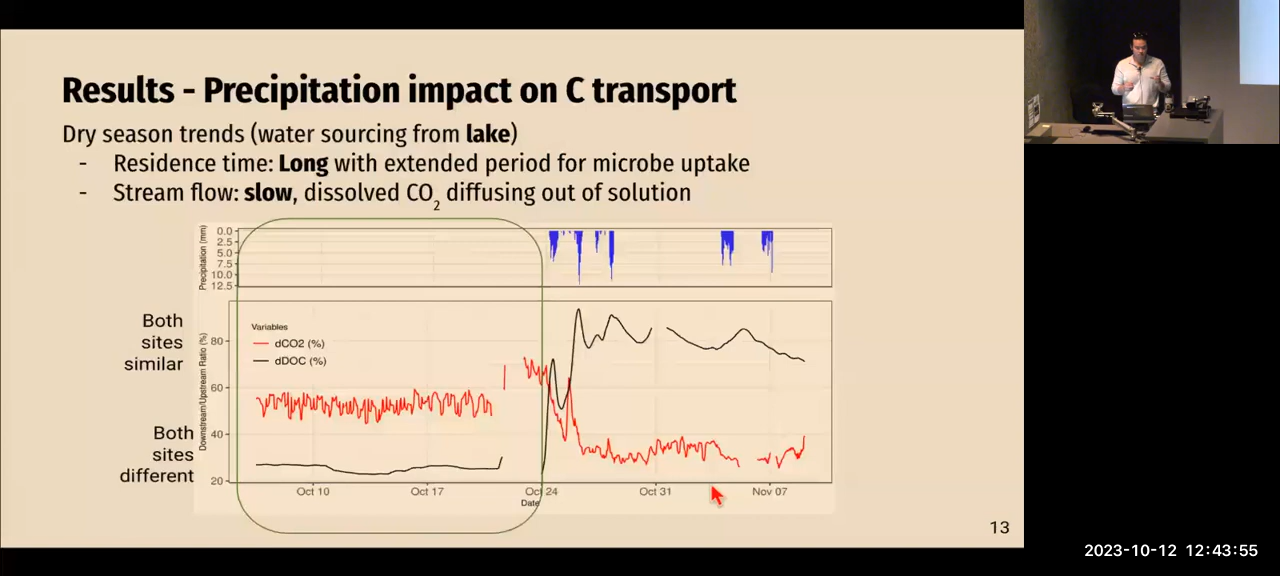 Results - Precipitation impact on C transport
Dry season trends (water sourcing from lake)
- Residence time: Long with extended period for microbe uptake
- Stream flow: slow, dissolved CO2 diffusing out of solution
Precipitation (mm)
0.0
2.5
5.0
7.5
10.0
12.5
Both
sites
similar
Both
sites
different
Downstream/Upstream Ratio (%)
Variables
dCO2 (%)
dDOC (%)
80
60
40
20
Oct 10
Oct 17
Oct 24
Oct 31
Nov 07
Date
13
2023-10-12 12:43:55